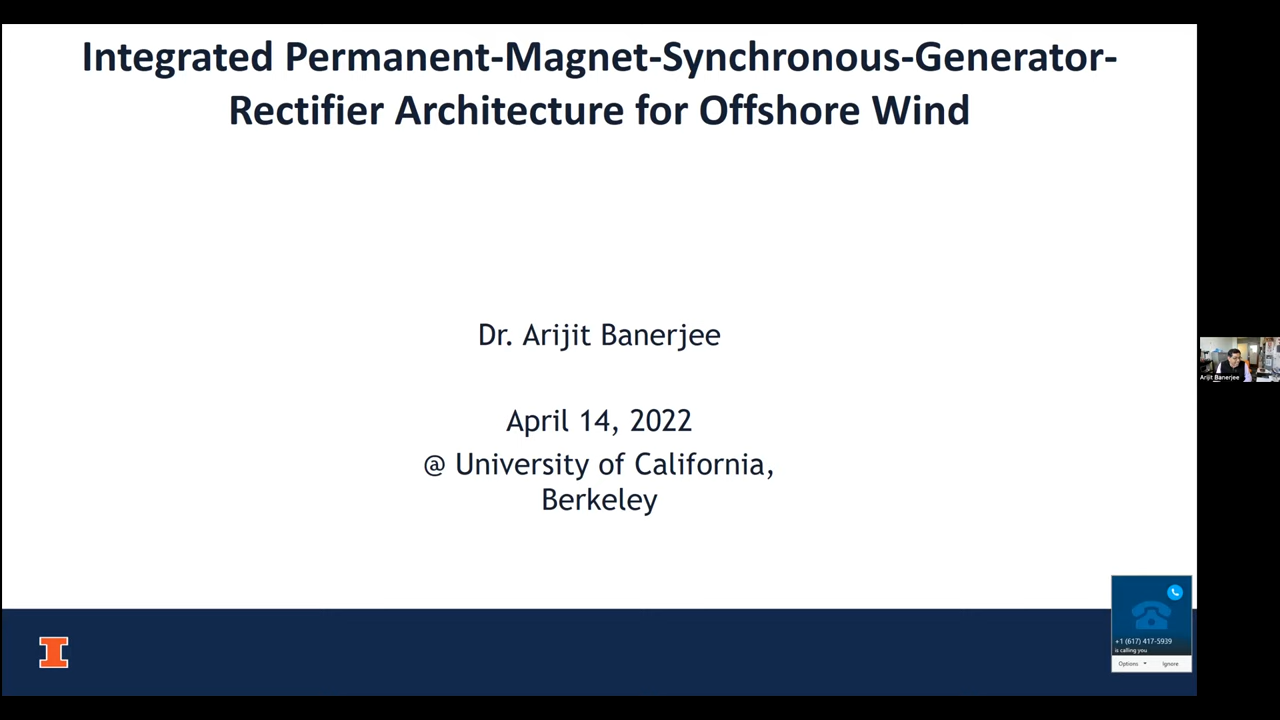 Integrated Permanent-Magnet-Synchronous-Generator-
Rectifier Architecture for Offshore Wind
Dr. Arijit Banerjee
April 14, 2022
@ University of California,
Berkeley
Arijit Banerjee
+1 (617) 417-5939
is calling you
Options
Ignore
I